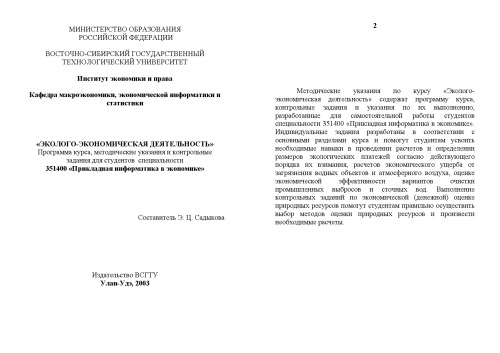 МИНИСТЕРСТВО ОБРАЗОВАНИЯ
РОССИЙСКОЙ ФЕДЕРАЦИИ
ВОСТОЧНО-СИБИРСКИЙ ГОСУДАРСТВЕННЫЙ
ТЕХНОЛОГИЧЕСКИЙ УНИВЕРСИТЕТ
Институт экономики и права
Кафедра макроэкономики, экономической информатики и
статистики
«ЭКОЛОГО-ЭКОНОМИЧЕСКАЯ ДЕЯТЕЛЬНОСТЬ»
Программа курса, методические указания и контрольные
задания для студентов специальности
351400 «Прикладная информатика в экономике»
Составитель Э. Ц. Садыкова
Издательство ВСГТУ
Улан-Удэ, 2003
2
Методические указания по курсу «Эколого-
экономическая деятельность» содержат программу курса,
контрольные задания и указания по их выполнению,
разработанные для самостоятельной работы студентов
специальности 351400 «Прикладная информатика в экономике».
Индивидуальные задания разработаны в соответствии с
основными разделами курса и помогут студентам усвоить
необходимые навыки в проведении расчетов и определении
размеров экологических платежей согласно действующего
порядка их взимания, расчетов экономического ущерба от
загрязнения водных объектов и атмосферного воздуха, оценке
экономической эффективности вариантов очистки
промышленных выбросов и сточных вод. Выполнение
контрольных заданий по экономической (денежной) оценке
природных ресурсов помогут студентам правильно осуществить
выбор методов оценки природных ресурсов и произвести
необходимые расчеты.